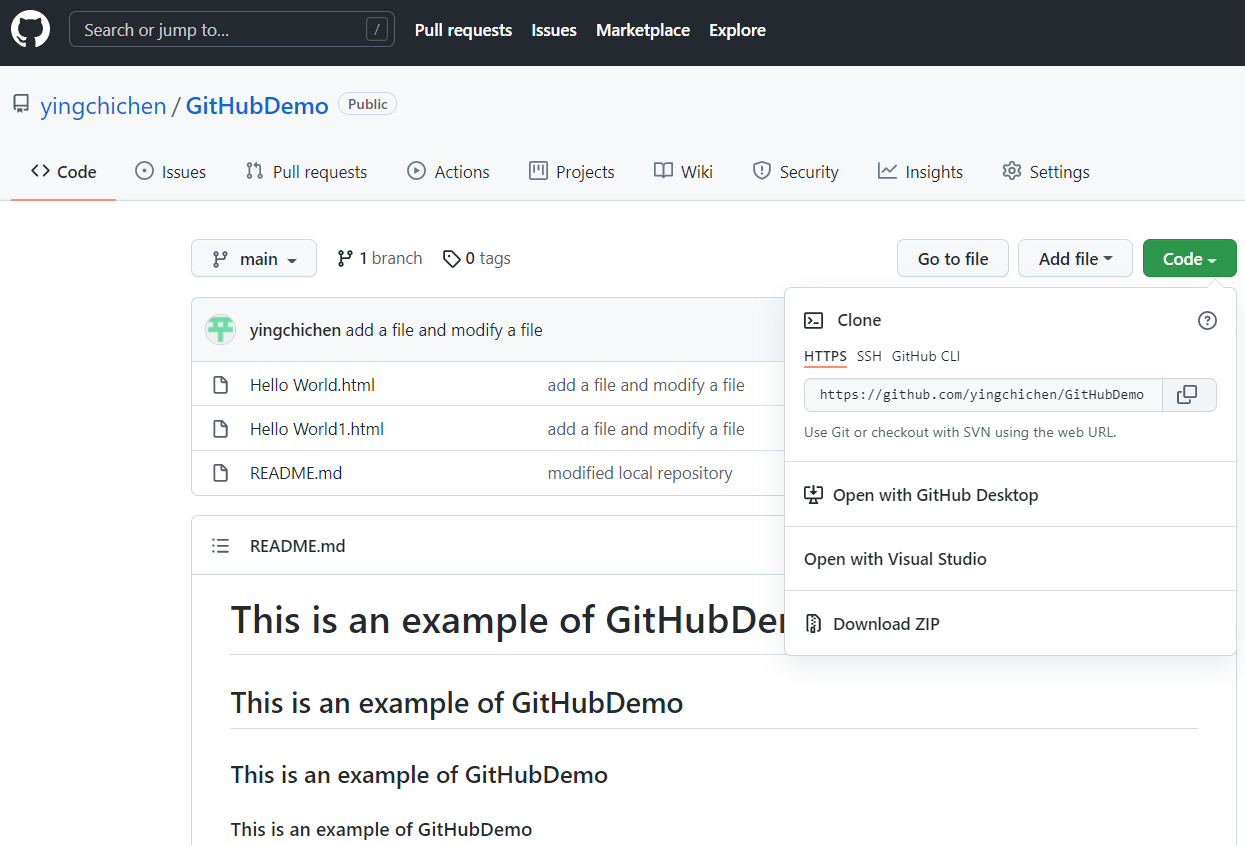 Search or jump to... / Pull requests Issues Marketplace Explore
yingchichen / GitHubDemo Public
Code Issues Pull requests Actions Projects Wiki Security Insights Settings
main 1 branch 0 tags Go to file Add file Code
yingchichen add a file and modify a file
Hello World.html add a file and modify a file
Hello World1.html add a file and modify a file
README.md modified local repository
Clone
HTTPS SSH GitHub CLI
https://github.com/yingchichen/GitHubDemo
Use Git or checkout with SVN using the web URL.
Open with GitHub Desktop
Open with Visual Studio
Download ZIP
README.md
This is an example of GitHubDe
This is an example of GitHubDemo
This is an example of GitHubDemo
This is an example of GitHubDemo